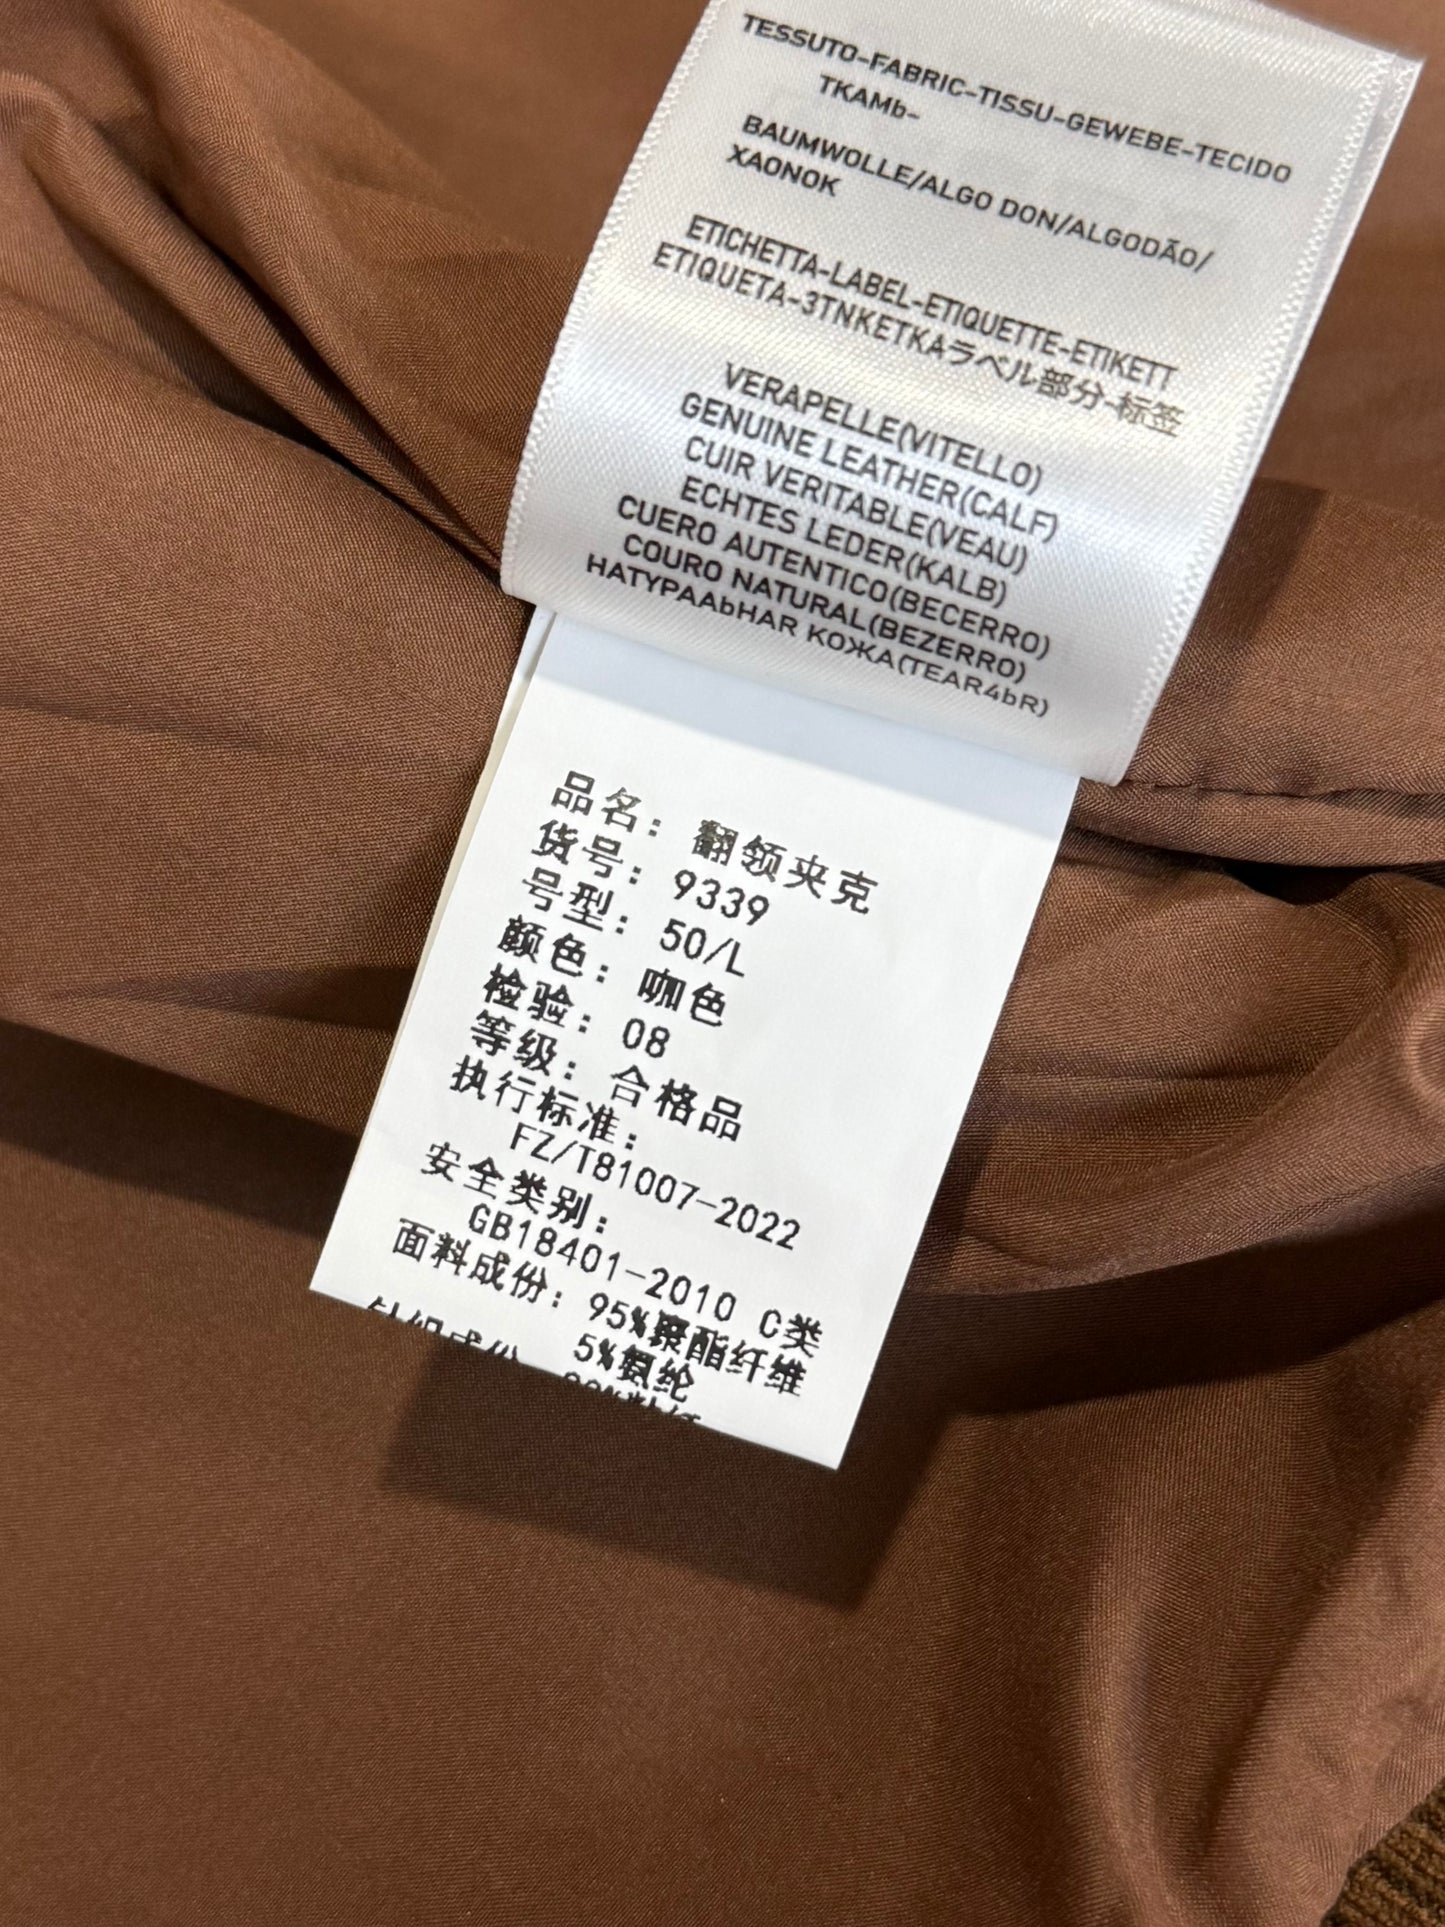 TESSUTO-FABRIC-TISSU-GEWEBE-TECIDO
TKAMb-
BAUMWOLLE/ALGO DON/ALGODÃO/
XAONOK
ETICHETTA-LABEL-ETIQUETTE-ETIKETT
ETIQUETA-3TNKETKAラベル部分-标签
VERAPELLE(VITELLO)
GENUINE LEATHER(CALF)
CUIR VERITABLE(VEAU)
ECHTES LEDER(KALB)
CUERO AUTENTICO(BECERRO)
COURO NATURAL(BEZERRO)
HATYPAAbHAR КОЖА(TEAR4bR)
品名: 翻领夹克
货号: 9339
号型: 50/L
颜色: 咖色
检验: 08
等级: 合格品
执行标准:
FZ/T81007-2022
安全类别:
GB18401-2010 C类
面料成份: 95%聚酯纤维
5%氨纶